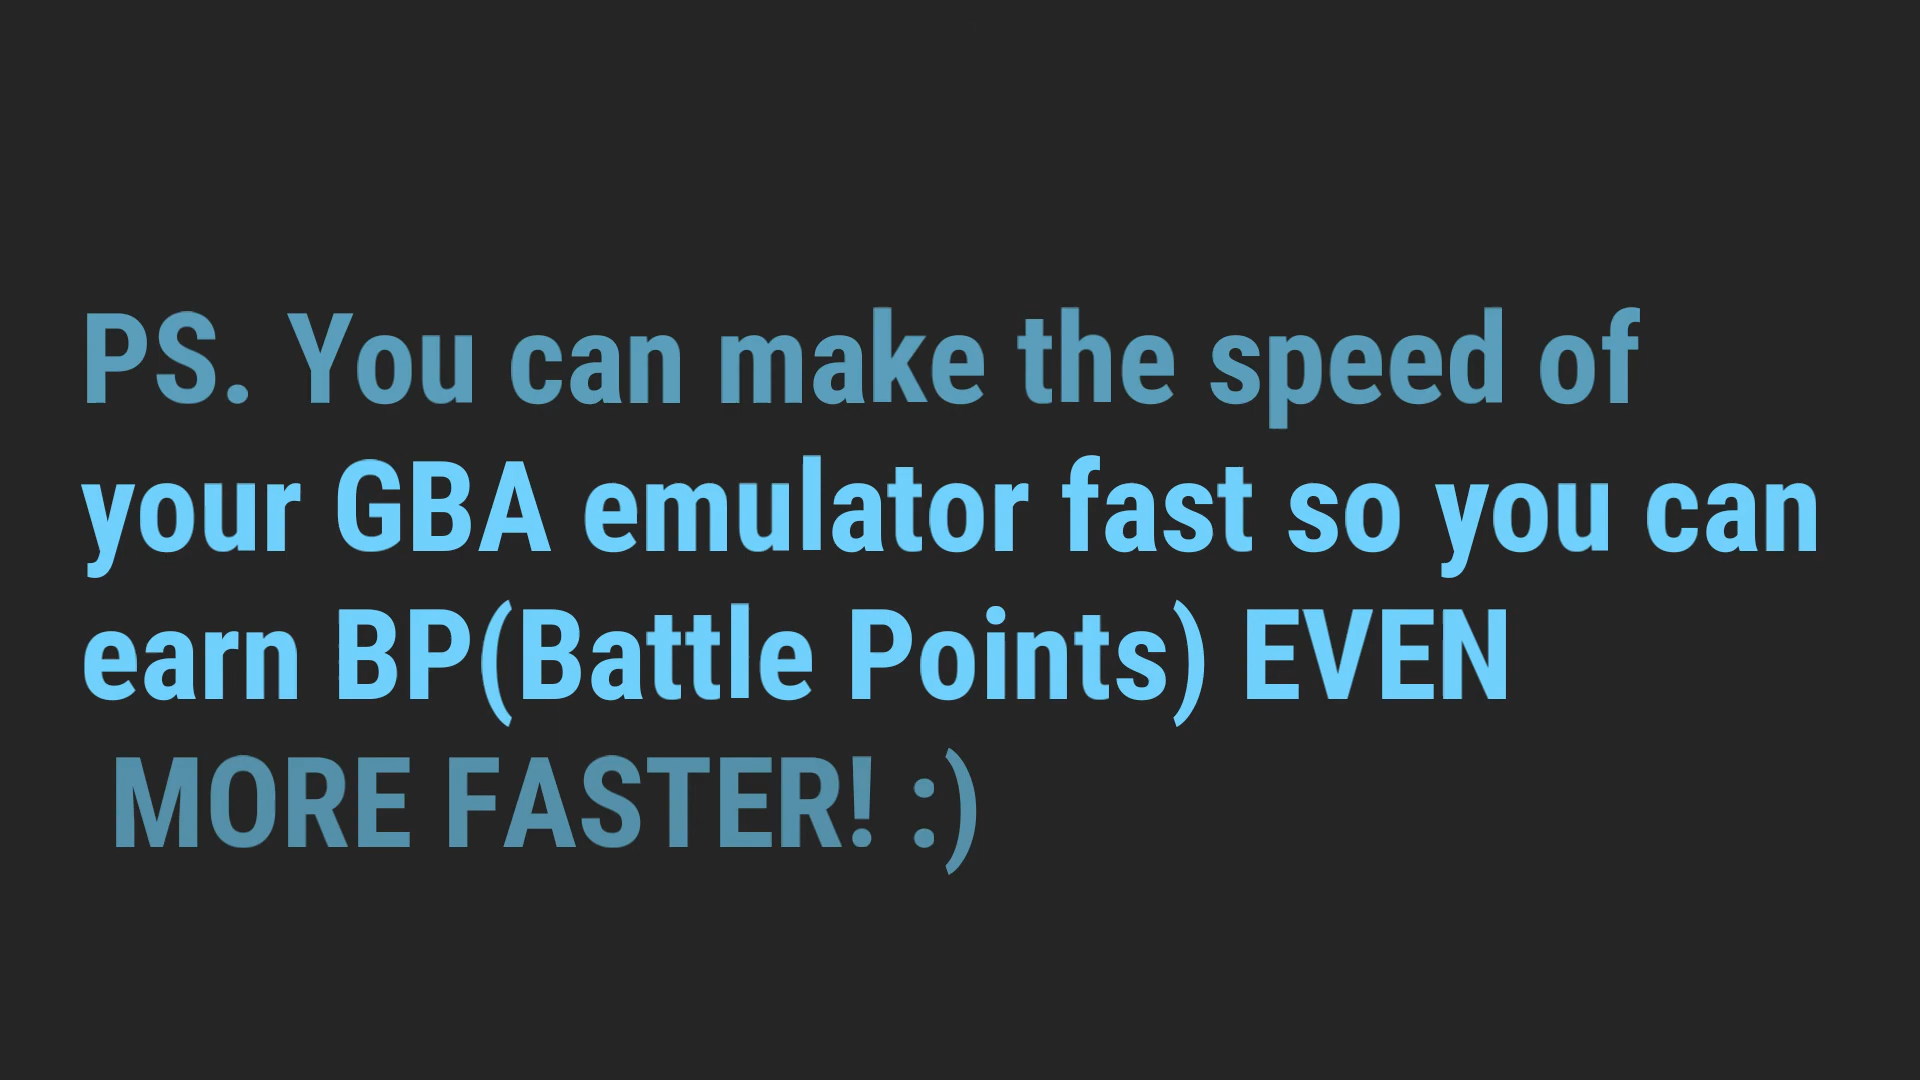 PS. You can make the speed of
your GBA emulator fast so you can
earn BP(Battle Points) EVEN
MORE FASTER! :)